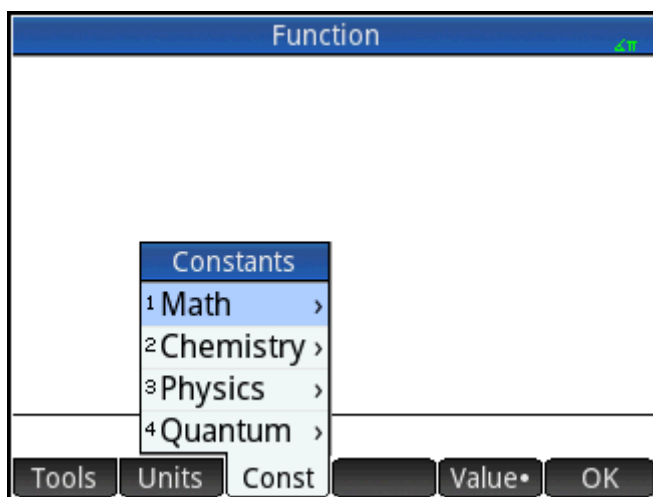 Function
∡π
Constants
1 Math ›
2 Chemistry ›
3 Physics ›
4 Quantum ›
Tools Units Const Value• OK